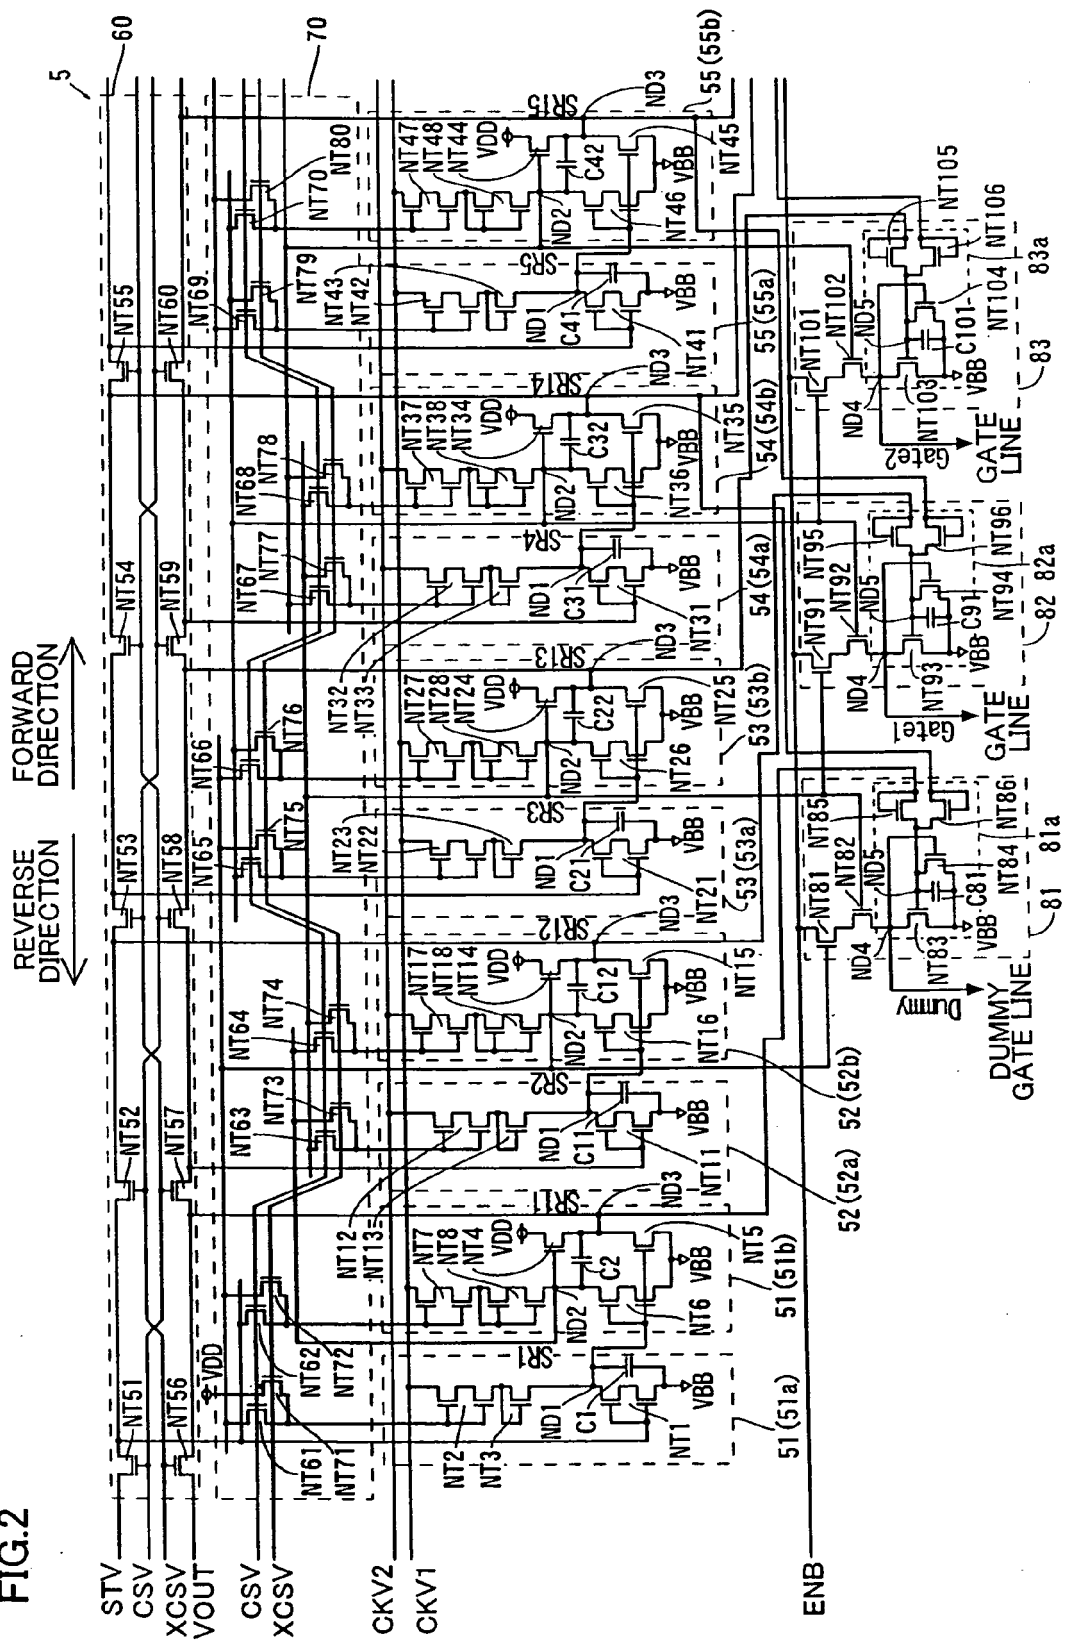 FIG.2
REVERSE
DIRECTION
FORWARD
DIRECTION
5
60
70
STV
CSV
XCSV
VOUT
CSV
XCSV
CKV2
CKV1
ENB
NT51
NT52
NT53
NT54
NT55
NT56
NT57
NT58
NT59
NT60
VDD
NT61
NT71
NT62
NT72
NT63
NT73
NT64
NT74
NT65
NT75
NT66
NT76
NT67
NT77
NT68
NT78
NT69
NT79
NT70
NT80
NT2
NT3
ND1
C1
NT1
VBB
SR1
51(51a)
NT7
NT8
NT4
VDD
ND2
C2
NT6
NT5
VBB
SR11
ND3
51(51b)
NT12
NT13
ND1
C11
NT11
VBB
SR2
52(52a)
NT17
NT18
NT14
VDD
ND2
C12
NT16
NT15
VBB
SR12
ND3
52(52b)
NT23
NT22
ND1
C21
NT21
VBB
SR3
53(53a)
NT27
NT28
NT24
VDD
ND2
C22
NT26
NT25
VBB
SR13
ND3
53(53b)
NT32
NT33
ND1
C31
NT31
VBB
SR4
54(54a)
NT37
NT38
NT34
VDD
ND2
C32
NT36
NT35
VBB
SR14
ND3
54(54b)
NT43
NT42
ND1
C41
NT41
VBB
SR5
55(55a)
NT47
NT48
NT44
VDD
ND2
C42
NT46
NT45
VBB
SR15
ND3
55(55b)
NT81
NT82
NT85
ND5
ND4
NT83
C81
NT84
NT86
VBB
81a
81
Dummy
DUMMY
GATE LINE
NT91
NT92
NT95
ND5
ND4
NT93
C91
NT94
NT96
VBB
82a
82
Gate1
GATE
LINE
NT101
NT102
NT105
ND5
ND4
NT103
C101
NT104
NT106
VBB
83a
83
Gate2
GATE
LINE